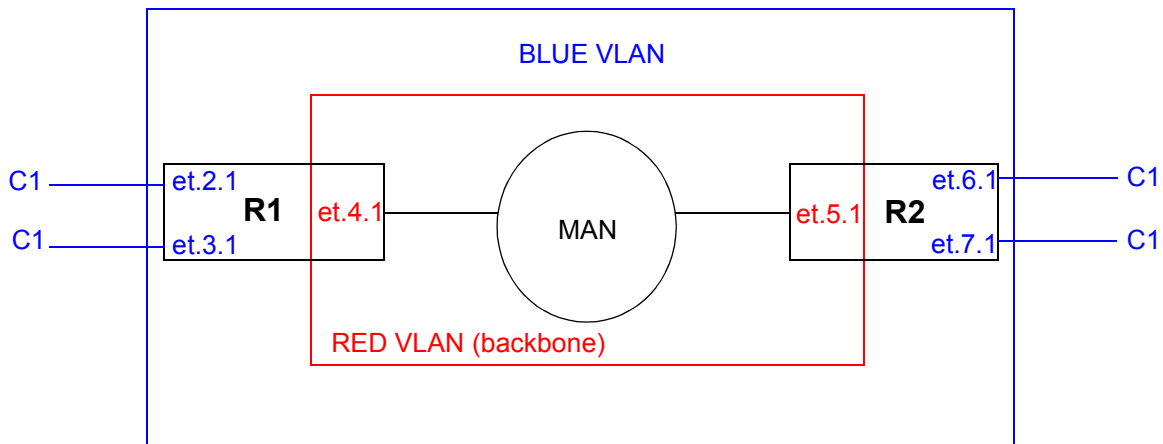 BLUE VLAN
C1
et.2.1
R1
et.4.1
C1
et.3.1
MAN
et.5.1
R2
et.6.1
C1
et.7.1
C1
RED VLAN (backbone)